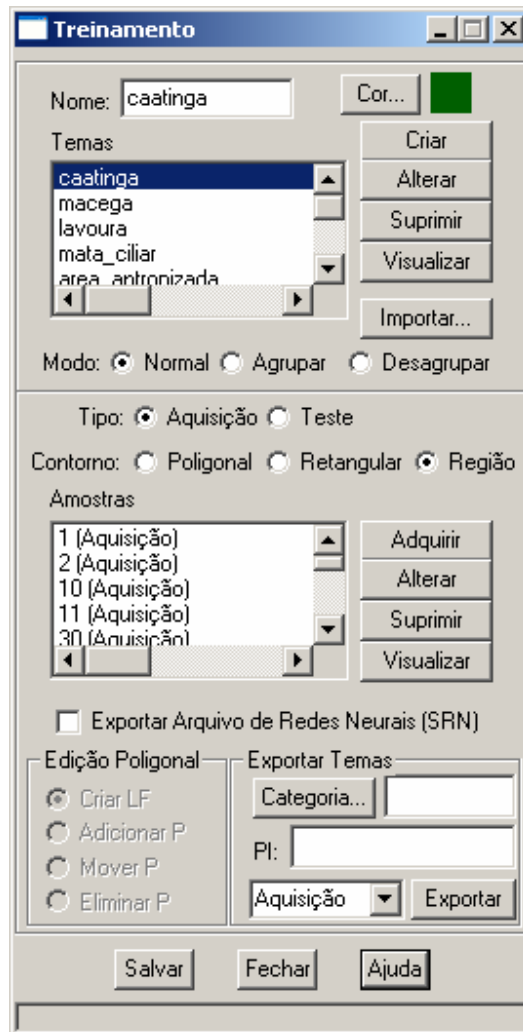 Treinamento
Nome: caatinga Cor...
Temas
Criar
caatinga
Alterar
macega
lavoura
Suprimir
mata_ciliar
Visualizar
area_antropizada
Importar...
Modo: Normal Agrupar Desagrupar
Tipo: Aquisição Teste
Contorno: Poligonal Retangular Região
Amostras
1 (Aquisição)
Adquirir
2 (Aquisição)
10 (Aquisição)
Alterar
11 (Aquisição)
Suprimir
30 (Aquisição)
Visualizar
Exportar Arquivo de Redes Neurais (SRN)
Edição Poligonal
Criar LF
Adicionar P
Mover P
Eliminar P
Exportar Temas
Categoria...
PI:
Aquisição Exportar
Salvar Fechar Ajuda